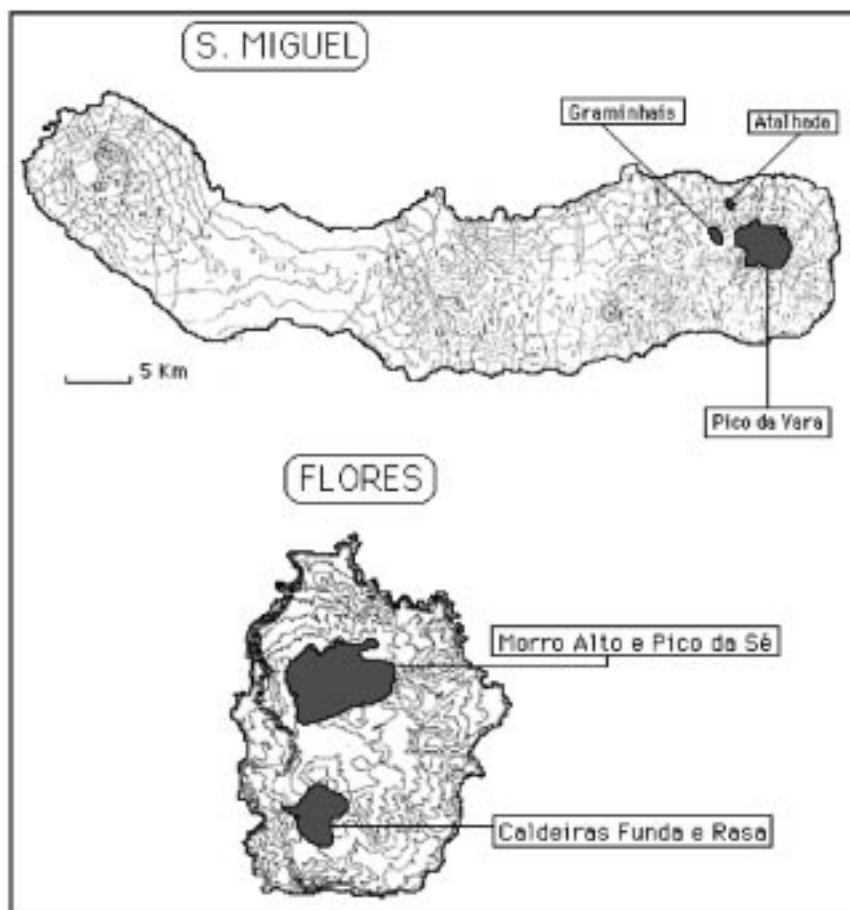 S. MIGUEL
Graminhais
Atalhada
5 Km
Pico da Vara
FLORES
Morro Alto e Pico da Sé
Caldeiras Funda e Rasa